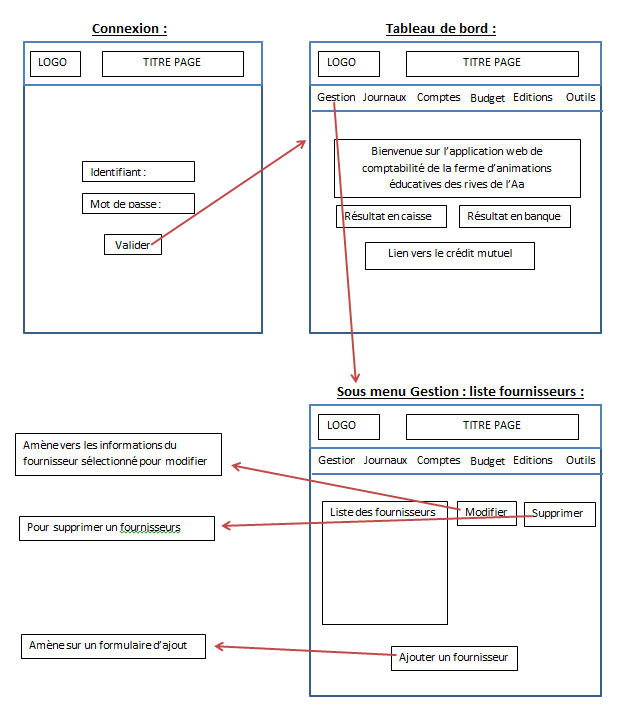 Connexion :
LOGO
TITRE PAGE
Identifiant :
Mot de passe :
Valider
Tableau de bord :
LOGO
TITRE PAGE
Gestion Journaux Comptes Budget Editions Outils
Bienvenue sur l'application web de
comptabilité de la ferme d'animations
éducatives des rives de l'Aa
Résultat en caisse
Résultat en banque
Lien vers le crédit mutuel
Sous menu Gestion : liste fournisseurs :
LOGO
TITRE PAGE
Gestion Journaux Comptes Budget Editions Outils
Liste des fournisseurs
Modifier
Supprimer
Ajouter un fournisseur
Amène vers les informations du
fournisseur sélectionné pour modifier
Pour supprimer un fournisseurs
Amène sur un formulaire d'ajout